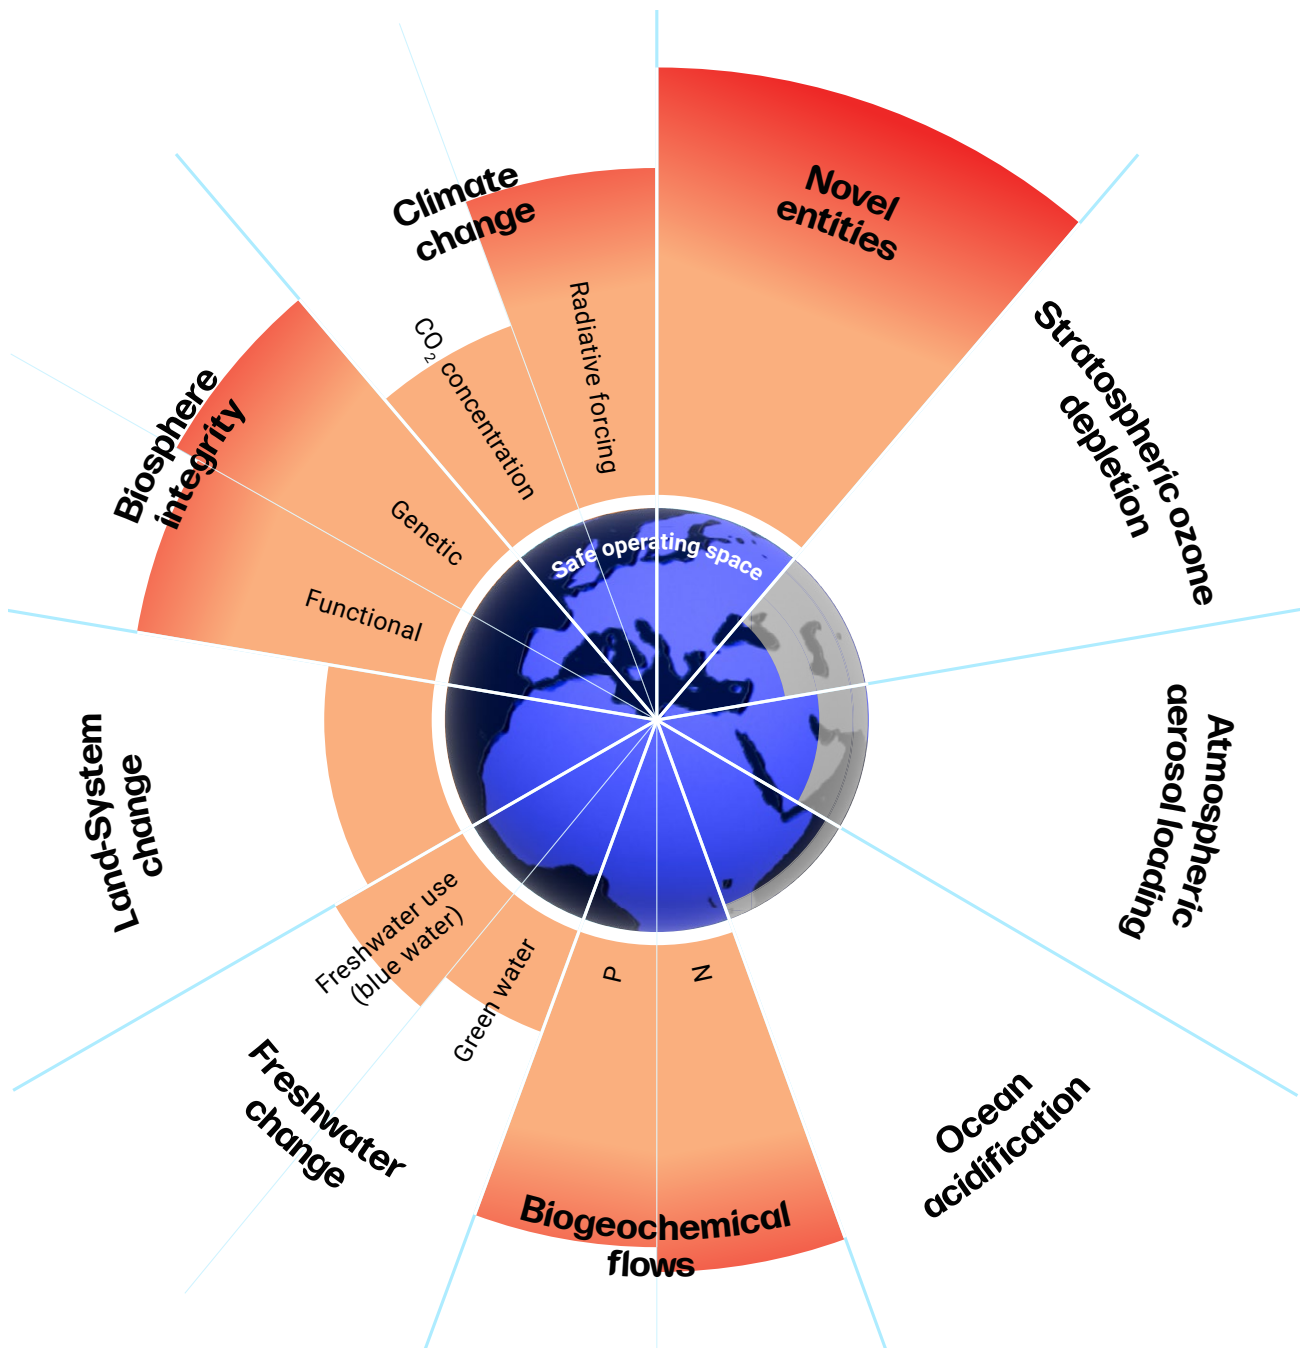 Climate
change
Novel
entities
Radiative forcing
CO₂ concentration
Stratospheric ozone
depletion
Biosphere
integrity
Genetic
Functional
Safe operating space
Land-System
change
Atmospheric
aerosol loading
Freshwater use
(blue water)
Green water
P
N
Freshwater
change
Ocean
acidification
Biogeochemical
flows